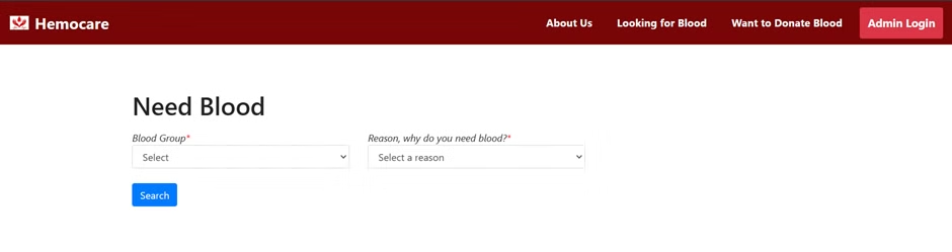 Hemocare
About Us
Looking for Blood
Want to Donate Blood
Admin Login
Need Blood
Blood Group*
Reason, why do you need blood?*
Select
Select a reason
Search